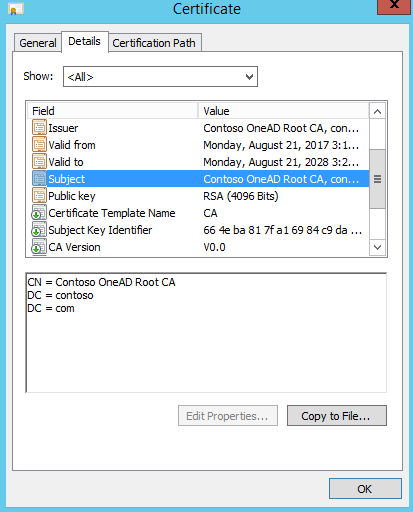 Certificate
x
General Details Certification Path
Show: <All>
Field Value
Issuer Contoso OneAD Root CA, con...
Valid from Monday, August 21, 2017 3:1...
Valid to Monday, August 21, 2028 3:2...
Subject Contoso OneAD Root CA, con...
Public key RSA (4096 Bits)
Certificate Template Name CA
Subject Key Identifier 66 4e ba 81 7f a1 69 84 c9 da ...
CA Version V0.0
CN = Contoso OneAD Root CA
DC = contoso
DC = com
Edit Properties... Copy to File...
OK